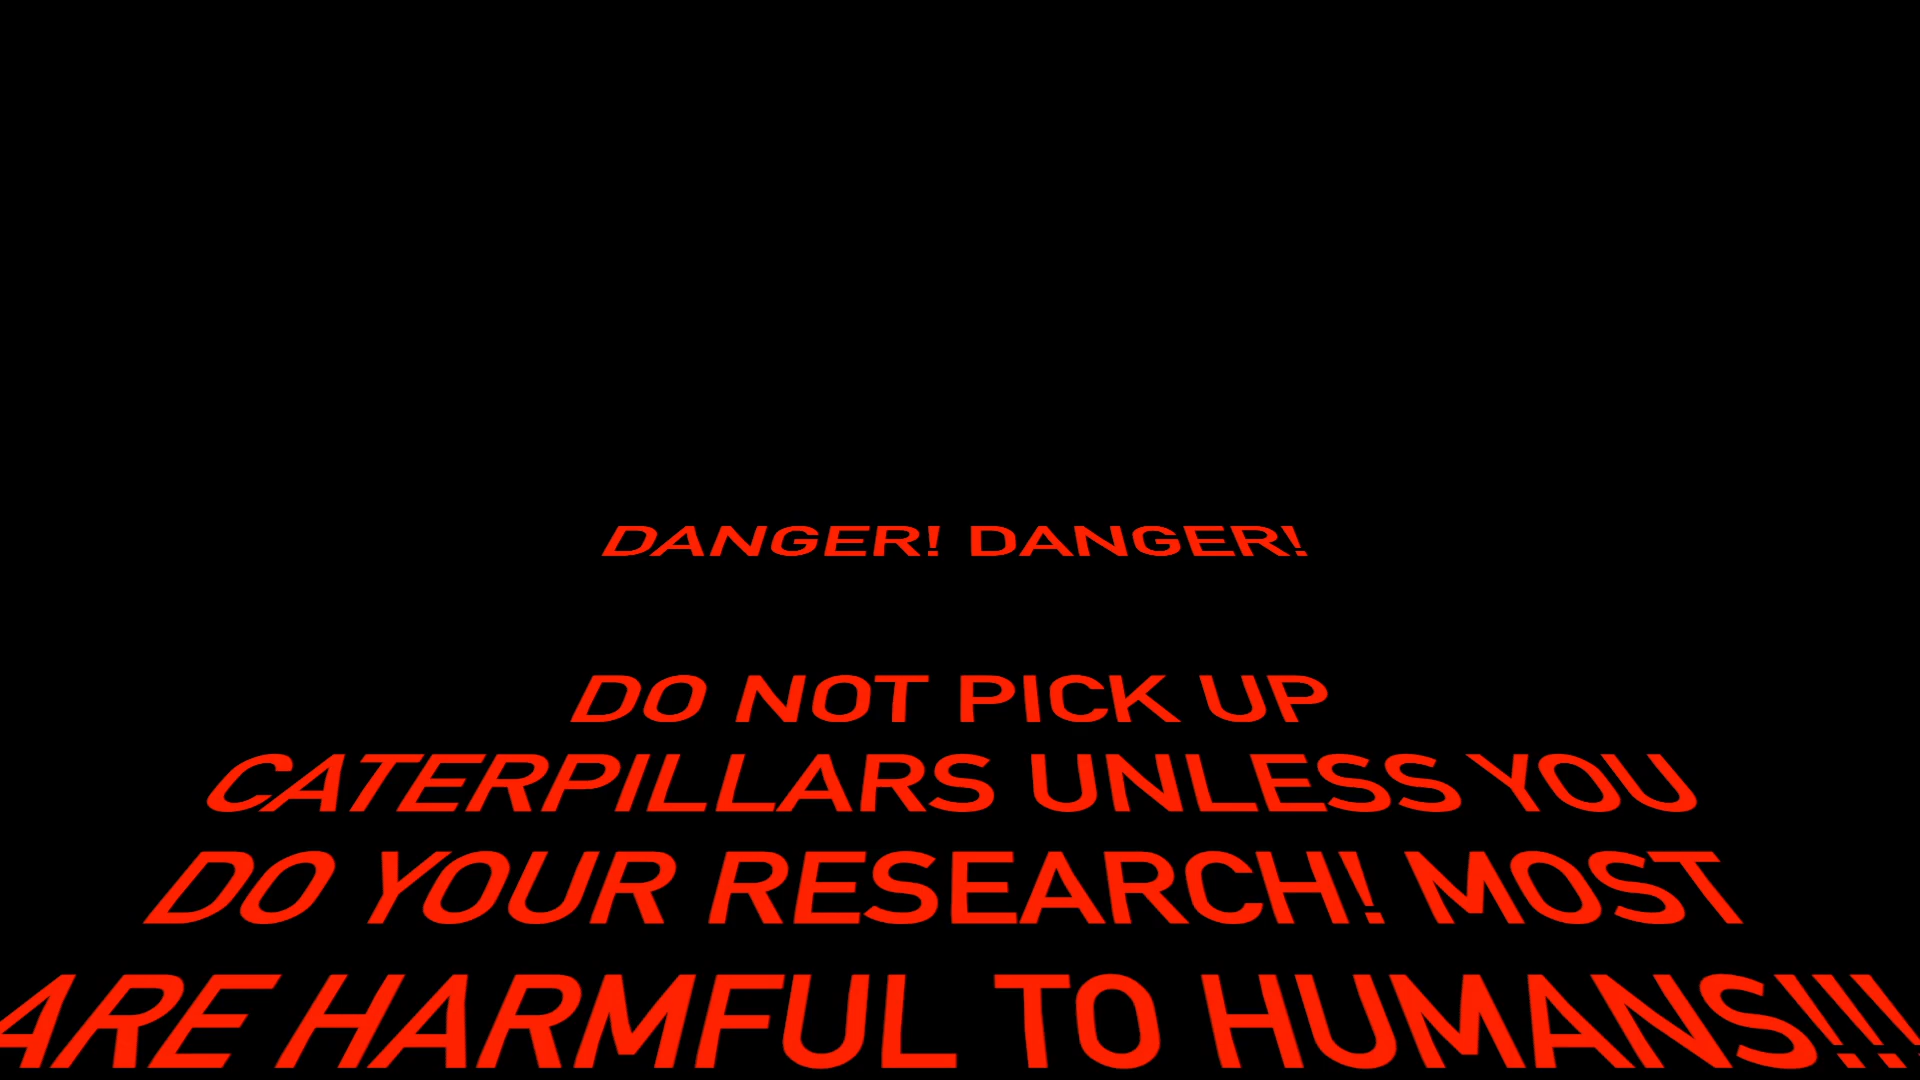 DANGER! DANGER!
DO NOT PICK UP
CATERPILLARS UNLESS YOU
DO YOUR RESEARCH! MOST
ARE HARMFUL TO HUMANS!!!